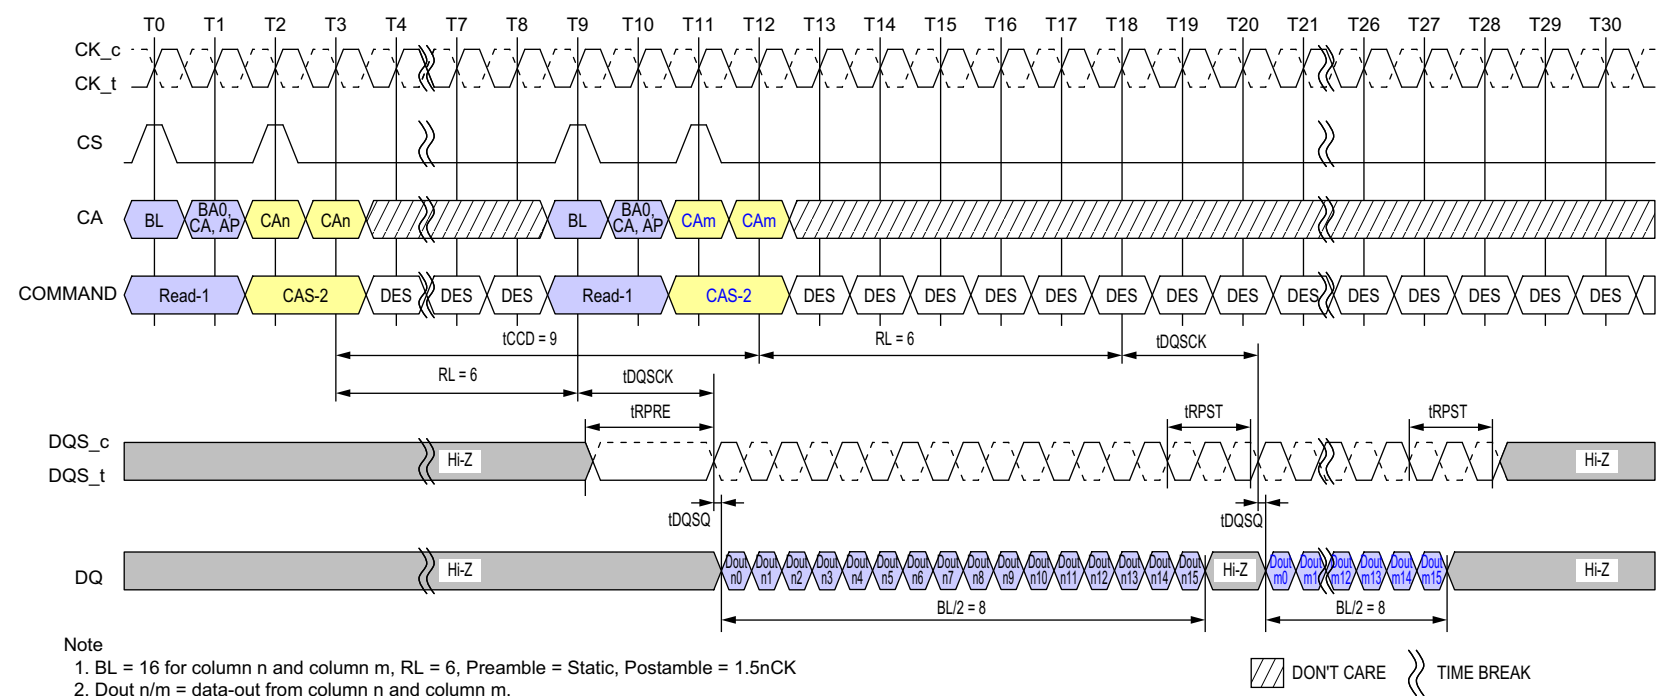 T0 T1 T2 T3 T4 T7 T8 T9 T10 T11 T12 T13 T14 T15 T16 T17 T18 T19 T20 T21 T26 T27 T28 T29 T30
CK_c
CK_t
CS
CA BL BA0, CA, AP CAn CAn BL BA0, CA, AP CAm CAm
COMMAND Read-1 CAS-2 DES DES DES Read-1 CAS-2 DES DES DES DES DES DES DES DES DES DES DES DES DES DES
tCCD = 9 RL = 6 tDQSCK
RL = 6 tDQSCK
tRPRE tRPST tRPST
DQS_c
Hi-Z Hi-Z
DQS_t
tDQSQ tDQSQ
DQ Hi-Z Dout n0 Dout n1 Dout n2 Dout n3 Dout n4 Dout n5 Dout n6 Dout n7 Dout n8 Dout n9 Dout n10 Dout n11 Dout n12 Dout n13 Dout n14 Dout n15 Hi-Z Dout m0 Dout m1 Dout m12 Dout m13 Dout m14 Dout m15 Hi-Z
BL/2 = 8 BL/2 = 8
Note
1. BL = 16 for column n and column m, RL = 6, Preamble = Static, Postamble = 1.5nCK
2. Dout n/m = data-out from column n and column m.
DON'T CARE TIME BREAK